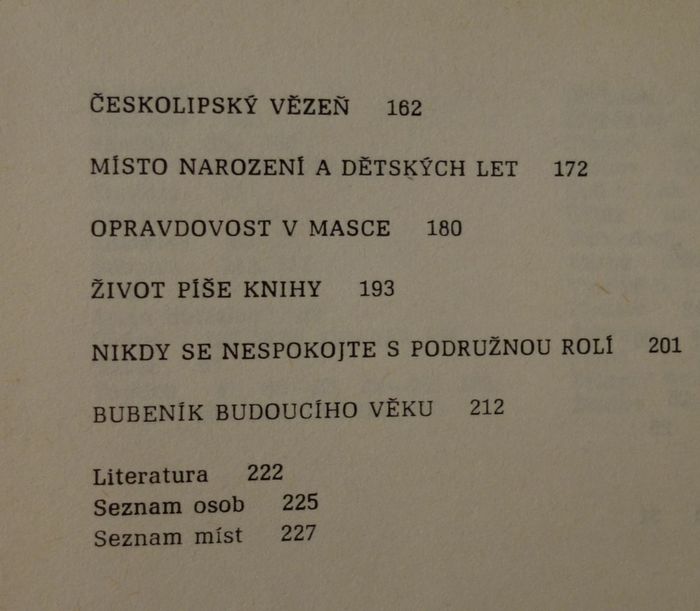 ČESKOLIPSKÝ VĚZEŇ 162
MÍSTO NAROZENÍ A DĚTSKÝCH LET 172
OPRAVDOVOST V MASCE 180
ŽIVOT PÍŠE KNIHY 193
NIKDY SE NESPOKOJTE S PODRUŽNOU ROLÍ 201
BUBENÍK BUDOUCÍHO VĚKU 212
Literatura 222
Seznam osob 225
Seznam míst 227